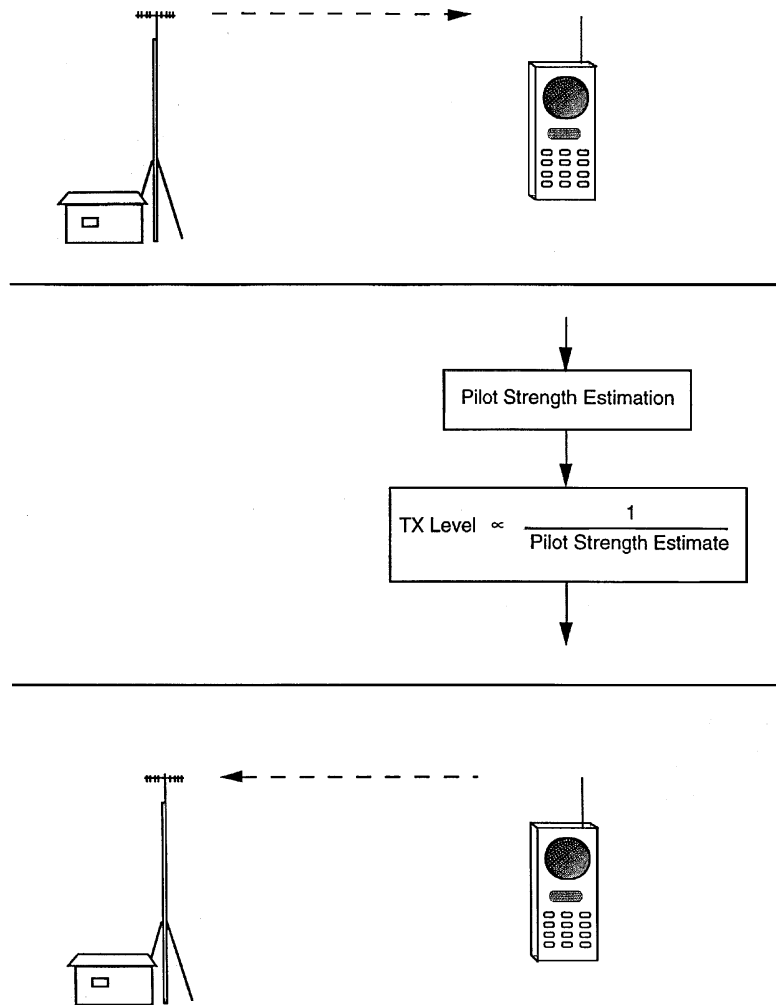 Pilot Strength Estimation
TX Level ∝ 1
Pilot Strength Estimate